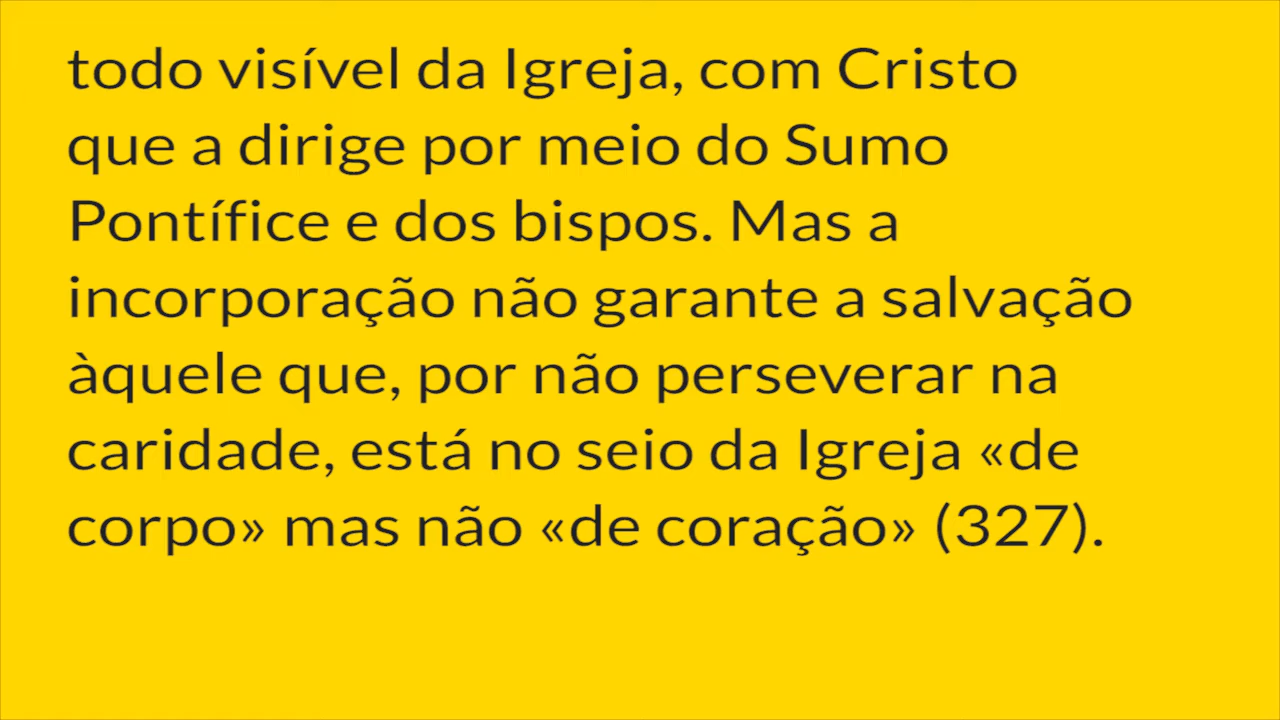 todo visível da Igreja, com Cristo
que a dirige por meio do Sumo
Pontífice e dos bispos. Mas a
incorporação não garante a salvação
àquele que, por não perseverar na
caridade, está no seio da Igreja «de
corpo» mas não «de coração» (327).